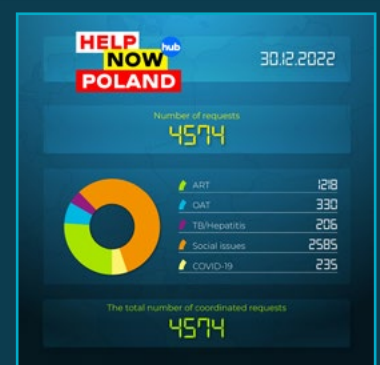 HELP
NOW hub
POLAND
30.12.2022
Number of requests
4574
ART 1218
OAT 330
TB/Hepatitis 206
Social issues 2585
COVID-19 235
The total number of coordinated requests
4574